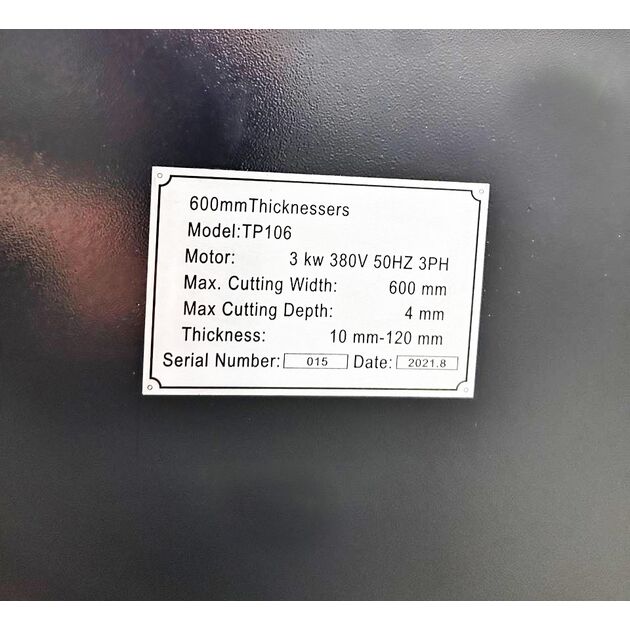 600mmThicknessers
Model:TP106
Motor: 3 kw 380V 50HZ 3PH
Max. Cutting Width: 600 mm
Max Cutting Depth: 4 mm
Thickness: 10 mm-120 mm
Serial Number: 015 Date: 2021.8